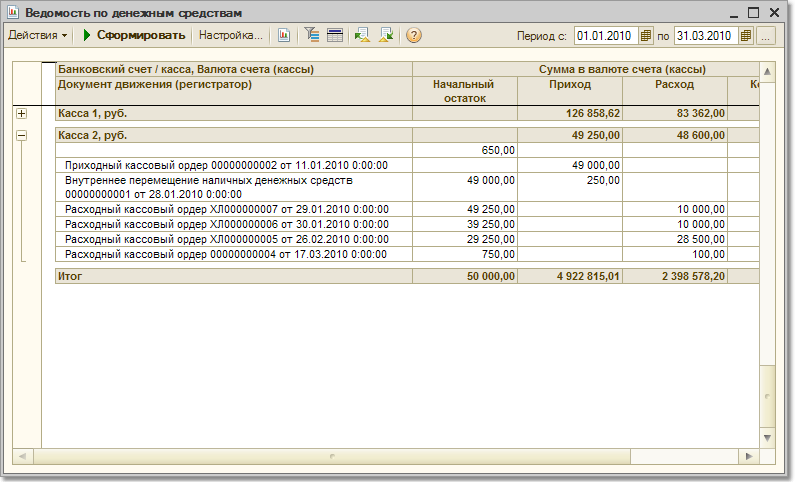 Ведомость по денежным средствам
Действия Сформировать Настройка... Период с: 01.01.2010 по 31.03.2010 ...
Банковский счет / касса, Валюта счета (кассы) Сумма в валюте счета (кассы)
Документ движения (регистратор) Начальный остаток Приход Расход Ко
Касса 1, руб. 126 858,62 83 362,00
Касса 2, руб. 49 250,00 48 600,00
650,00
Приходный кассовый ордер 00000000002 от 11.01.2010 0:00:00 49 000,00
Внутреннее перемещение наличных денежных средств 49 000,00 250,00
00000000001 от 28.01.2010 0:00:00
Расходный кассовый ордер ХЛ000000007 от 29.01.2010 0:00:00 49 250,00 10 000,00
Расходный кассовый ордер ХЛ000000006 от 30.01.2010 0:00:00 39 250,00 10 000,00
Расходный кассовый ордер ХЛ000000005 от 26.02.2010 0:00:00 29 250,00 28 500,00
Расходный кассовый ордер 00000000004 от 17.03.2010 0:00:00 750,00 100,00
Итог 50 000,00 4 922 815,01 2 398 578,20